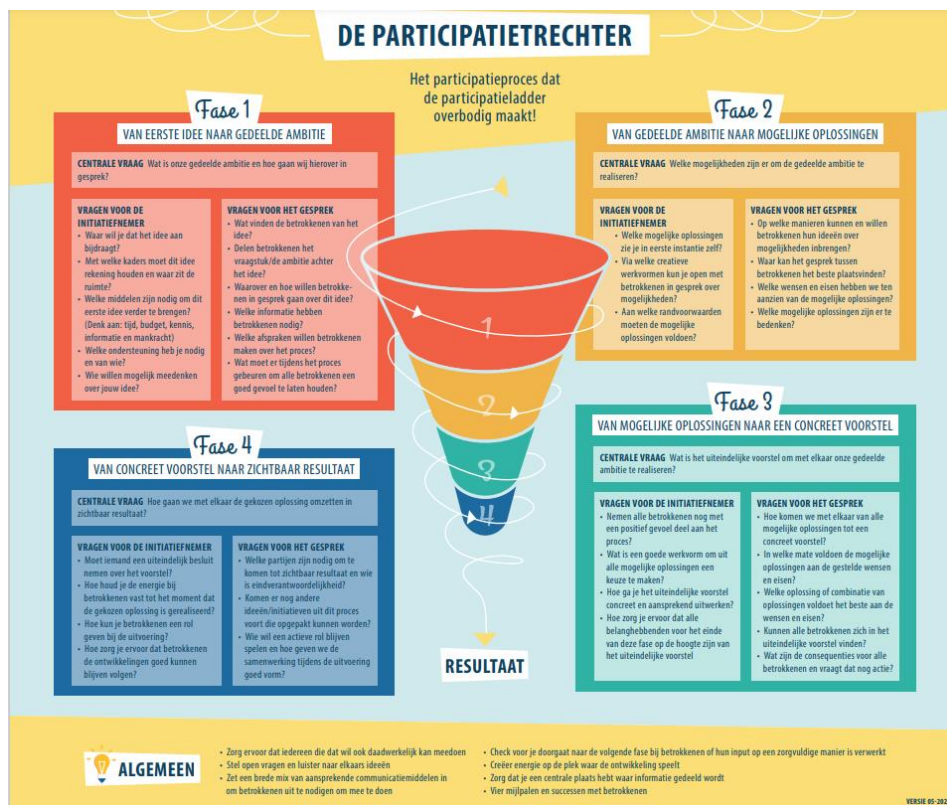 DE PARTICIPATIETRECHTER
Het participatieproces dat
de participatieladder
overbodig maakt!
Fase 1
VAN EERSTE IDEE NAAR GEDEELDE AMBITIE
CENTRALE VRAAG Wat is onze gedeelde ambitie en hoe gaan wij hierover in
gesprek?
VRAGEN VOOR DE
INITIATIEFNEMER
• Waar wil je dat het idee aan
bijdraagt?
• Met welke kaders moet dit idee
rekening houden en waar zit de
ruimte?
• Welke middelen zijn nodig om dit
eerste idee verder te brengen?
(Denk aan: tijd, budget, kennis,
informatie en mankracht)
• Welke ondersteuning heb je nodig
en van wie?
• Wie willen mogelijk meedenken
over jouw idee?
VRAGEN VOOR HET GESPREK
• Wat vinden de betrokkenen van het
idee?
• Delen betrokkenen het
vraagstuk/de ambitie achter
het idee?
• Waarover en hoe willen betrokke-
nen in gesprek gaan over dit idee?
• Welke informatie hebben
betrokkenen nodig?
• Welke afspraken willen betrokkenen
maken over het proces?
• Wat moet er tijdens het proces
gebeuren om alle betrokkenen een
goed gevoel te laten houden?
Fase 2
VAN GEDEELDE AMBITIE NAAR MOGELIJKE OPLOSSINGEN
CENTRALE VRAAG Welke mogelijkheden zijn er om de gedeelde ambitie te
realiseren?
VRAGEN VOOR DE
INITIATIEFNEMER
• Welke mogelijke oplossingen
zie je in eerste instantie zelf?
• Via welke creatieve
werkvormen kun je open met
betrokkenen in gesprek over
mogelijkheden?
• Aan welke randvoorwaarden
moeten de mogelijke
oplossingen voldoen?
VRAGEN VOOR HET GESPREK
• Op welke manieren kunnen en willen
betrokkenen hun ideeën over
mogelijkheden inbrengen?
• Waar kan het gesprek tussen
betrokkenen het beste plaatsvinden?
• Welke wensen en eisen hebben we ten
aanzien van de mogelijke oplossingen?
• Welke mogelijke oplossingen zijn er te
bedenken?
1
2
3
4
RESULTAAT
Fase 3
VAN MOGELIJKE OPLOSSINGEN NAAR EEN CONCREET VOORSTEL
CENTRALE VRAAG Wat is het uiteindelijke voorstel om met elkaar onze gedeelde
ambitie te realiseren?
VRAGEN VOOR DE INITIATIEFNEMER
• Nemen alle betrokkenen nog met
een positief gevoel deel aan het
proces?
• Wat is een goede werkvorm om uit
alle mogelijke oplossingen een
keuze te maken?
• Hoe ga je het uiteindelijke voorstel
concreet en aansprekend uitwerken?
• Hoe zorg je ervoor dat alle
belanghebbenden voor het einde
van deze fase op de hoogte zijn van
het uiteindelijke voorstel
VRAGEN VOOR HET GESPREK
• Hoe komen we met elkaar van alle
mogelijke oplossingen tot een
concreet voorstel?
• In welke mate voldoen de mogelijke
oplossingen aan de gestelde wensen
en eisen?
• Welke oplossing of combinatie van
oplossingen voldoet het beste aan de
wensen en eisen?
• Kunnen alle betrokkenen zich in het
uiteindelijke voorstel vinden?
• Wat zijn de consequenties voor alle
betrokkenen en vraagt dat nog actie?
Fase 4
VAN CONCREET VOORSTEL NAAR ZICHTBAAR RESULTAAT
CENTRALE VRAAG Hoe gaan we met elkaar de gekozen oplossing omzetten in
zichtbaar resultaat?
VRAGEN VOOR DE INITIATIEFNEMER
• Moet iemand een uiteindelijk besluit
nemen over het voorstel?
• Hoe houd je de energie bij
betrokkenen vast tot het moment dat
de gekozen oplossing is gerealiseerd?
• Hoe kun je betrokkenen een rol
geven bij de uitvoering?
• Hoe zorg je ervoor dat betrokkenen
de ontwikkelingen goed kunnen
blijven volgen?
VRAGEN VOOR HET GESPREK
• Welke partijen zijn nodig om te
komen tot zichtbaar resultaat en wie
is eindverantwoordelijkheid?
• Komen er nog andere
ideeën/initiatieven uit dit proces
voort die opgepakt kunnen worden?
• Wie wil een actieve rol blijven
spelen en hoe geven we de
samenwerking tijdens de uitvoering
goed vorm?
ALGEMEEN
• Zorg ervoor dat iedereen die dat wil ook daadwerkelijk kan meedoen
• Stel open vragen en luister naar elkaars ideeën
• Zet een brede mix van aansprekende communicatiemiddelen in
om betrokkenen uit te nodigen om mee te doen
• Check voor je doorgaat naar de volgende fase bij betrokkenen of hun input op een zorgvuldige manier is verwerkt
• Creëer energie op de plek waar de ontwikkeling speelt
• Zorg dat je een centrale plaats hebt waar informatie gedeeld wordt
• Vier mijlpalen en successen met betrokkenen
VERSIE 05-202